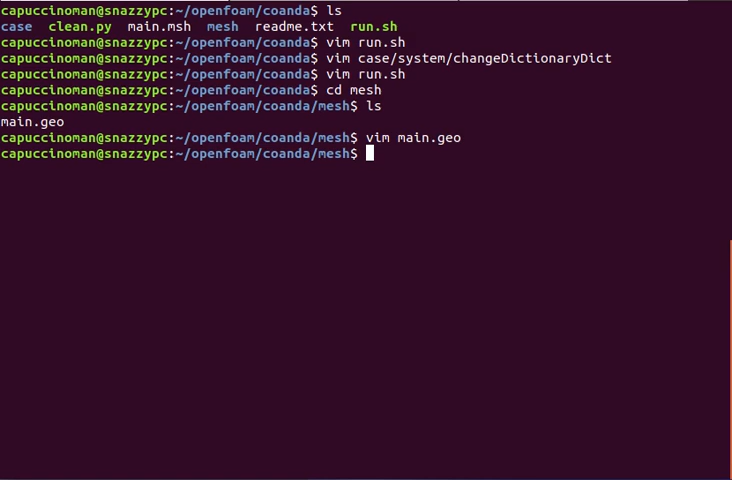 capuccinoman@snazzypc:~/openfoam/coanda$ ls
case  clean.py  main.msh  mesh  readme.txt  run.sh
capuccinoman@snazzypc:~/openfoam/coanda$ vim run.sh
capuccinoman@snazzypc:~/openfoam/coanda$ vim case/system/changeDictionaryDict
capuccinoman@snazzypc:~/openfoam/coanda$ vim run.sh
capuccinoman@snazzypc:~/openfoam/coanda$ cd mesh
capuccinoman@snazzypc:~/openfoam/coanda/mesh$ ls
main.geo
capuccinoman@snazzypc:~/openfoam/coanda/mesh$ vim main.geo
capuccinoman@snazzypc:~/openfoam/coanda/mesh$